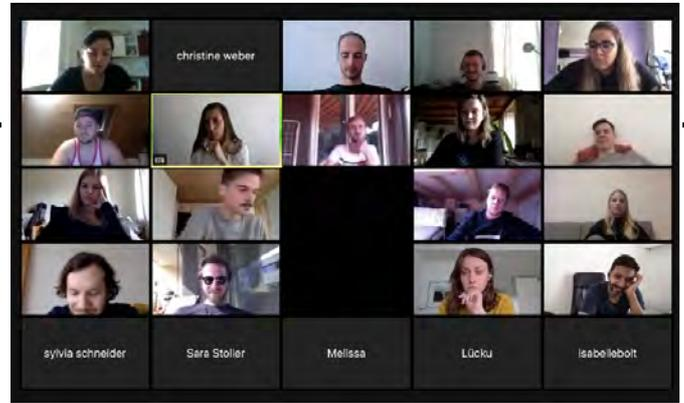 christine weber
sylvia schneider
Sara Stoller
Melissa
Lücku
isabellebolt